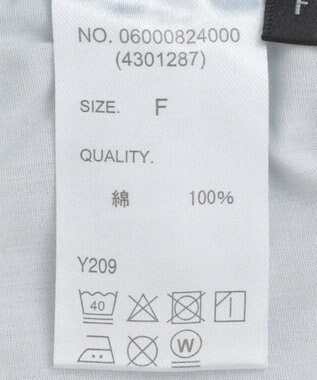 NO. 06000824000
(4301287)
SIZE. F
QUALITY.
綿 100%
Y209
40
W